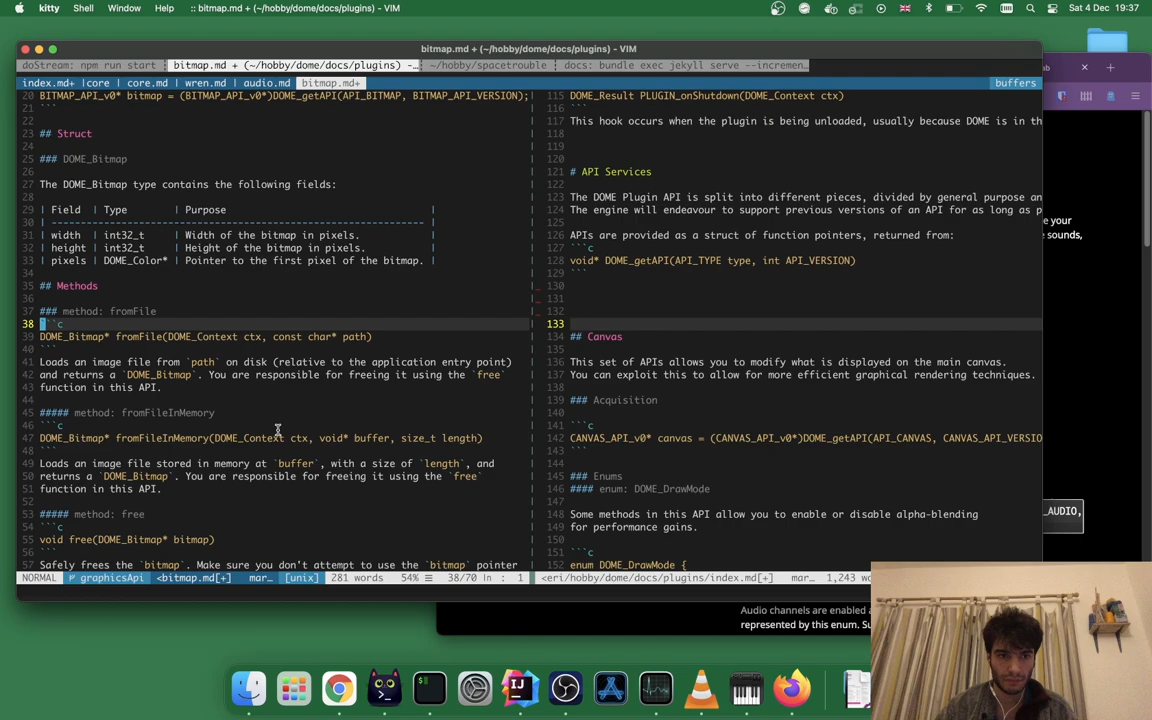 kitty Shell Window Help :: bitmap.md + (~/hobby/dome/docs/plugins) - VIM
Sat 4 Dec 19:37
bitmap.md + (~/hobby/dome/docs/plugins) - VIM
doStream: npm run start ¦ bitmap.md + (~/hobby/dome/docs/plugins) -… ¦ ~/hobby/spacetrouble ¦ docs: bundle exec jekyll serve --incremen…
index.md+ |core | core.md | wren.md | audio.md | bitmap.md+ buffers
20 BITMAP_API_v0* bitmap = (BITMAP_API_v0*)DOME_getAPI(API_BITMAP, BITMAP_API_VERSION);
21 ```
22
23 ## Struct
24
25 ### DOME_Bitmap
26
27 The DOME_Bitmap type contains the following fields:
28
29 | Field | Type | Purpose |
30 | ---------------------------------------------------------- |
31 | width | int32_t | Width of the bitmap in pixels. |
32 | height | int32_t | Height of the bitmap in pixels. |
33 | pixels | DOME_Color* | Pointer to the first pixel of the bitmap. |
34
35 ## Methods
36
37 ### method: fromFile
38 ```c
39 DOME_Bitmap* fromFile(DOME_Context ctx, const char* path)
40 ```
41 Loads an image file from `path` on disk (relative to the application entry point)
42 and returns a `DOME_Bitmap`. You are responsible for freeing it using the `free`
43 function in this API.
44
45 ##### method: fromFileInMemory
46 ```c
47 DOME_Bitmap* fromFileInMemory(DOME_Context ctx, void* buffer, size_t length)
48 ```
49 Loads an image file stored in memory at `buffer`, with a size of `length`, and
50 returns a `DOME_Bitmap`. You are responsible for freeing it using the `free`
51 function in this API.
52
53 ##### method: free
54 ```c
55 void free(DOME_Bitmap* bitmap)
56 ```
57 Safely frees the `bitmap`. Make sure you don't attempt to use the `bitmap` pointer
115 DOME_Result PLUGIN_onShutdown(DOME_Context ctx)
116 ```
117 This hook occurs when the plugin is being unloaded, usually because DOME is in th
118
119
120
121 # API Services
122
123 The DOME Plugin API is split into different pieces, divided by general purpose an
124 The engine will endeavour to support previous versions of an API for as long as p
125
126 APIs are provided as a struct of function pointers, returned from:
127 ```c
128 void* DOME_getAPI(API_TYPE type, int API_VERSION)
129 ```
130
131
132
133
134 ## Canvas
135
136 This set of APIs allows you to modify what is displayed on the main canvas.
137 You can exploit this to allow for more efficient graphical rendering techniques.
138
139 ### Acquisition
140
141 ```c
142 CANVAS_API_v0* canvas = (CANVAS_API_v0*)DOME_getAPI(API_CANVAS, CANVAS_API_VERSIO
143 ```
144
145 ### Enums
146 #### enum: DOME_DrawMode
147
148 Some methods in this API allow you to enable or disable alpha-blending
149 for performance gains.
150
151 ```c
152 enum DOME_DrawMode {
NORMAL graphicsApi <bitmap.md[+] mar… [unix] 281 words 54% 38/70 ln : 1 <eri/hobby/dome/docs/plugins/index.md[+] mar… 1,243 w
ab
e your
e sounds,
_AUDIO,
Audio channels are enabled a
represented by this enum. Su